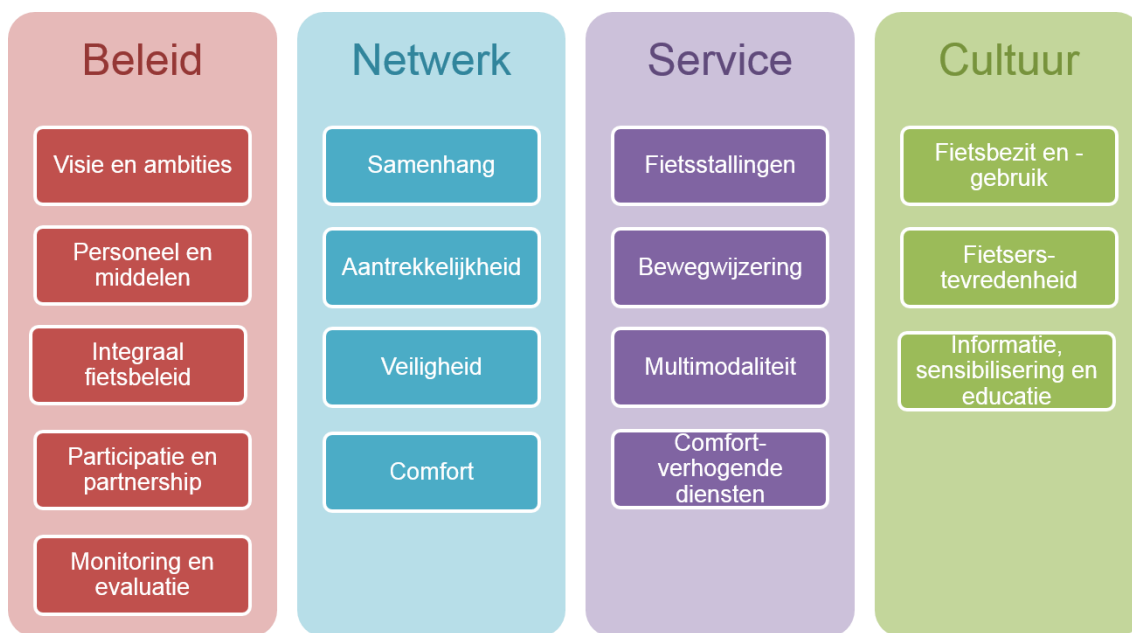 Beleid
Visie en ambities
Personeel en
middelen
Integraal
fietsbeleid
Participatie en
partnership
Monitoring en
evaluatie
Netwerk
Samenhang
Aantrekkelijkheid
Veiligheid
Comfort
Service
Fietsstallingen
Bewegwijzering
Multimodaliteit
Comfort-
verhogende
diensten
Cultuur
Fietsbezit en -
gebruik
Fietsers-
tevredenheid
Informatie,
sensibilisering en
educatie